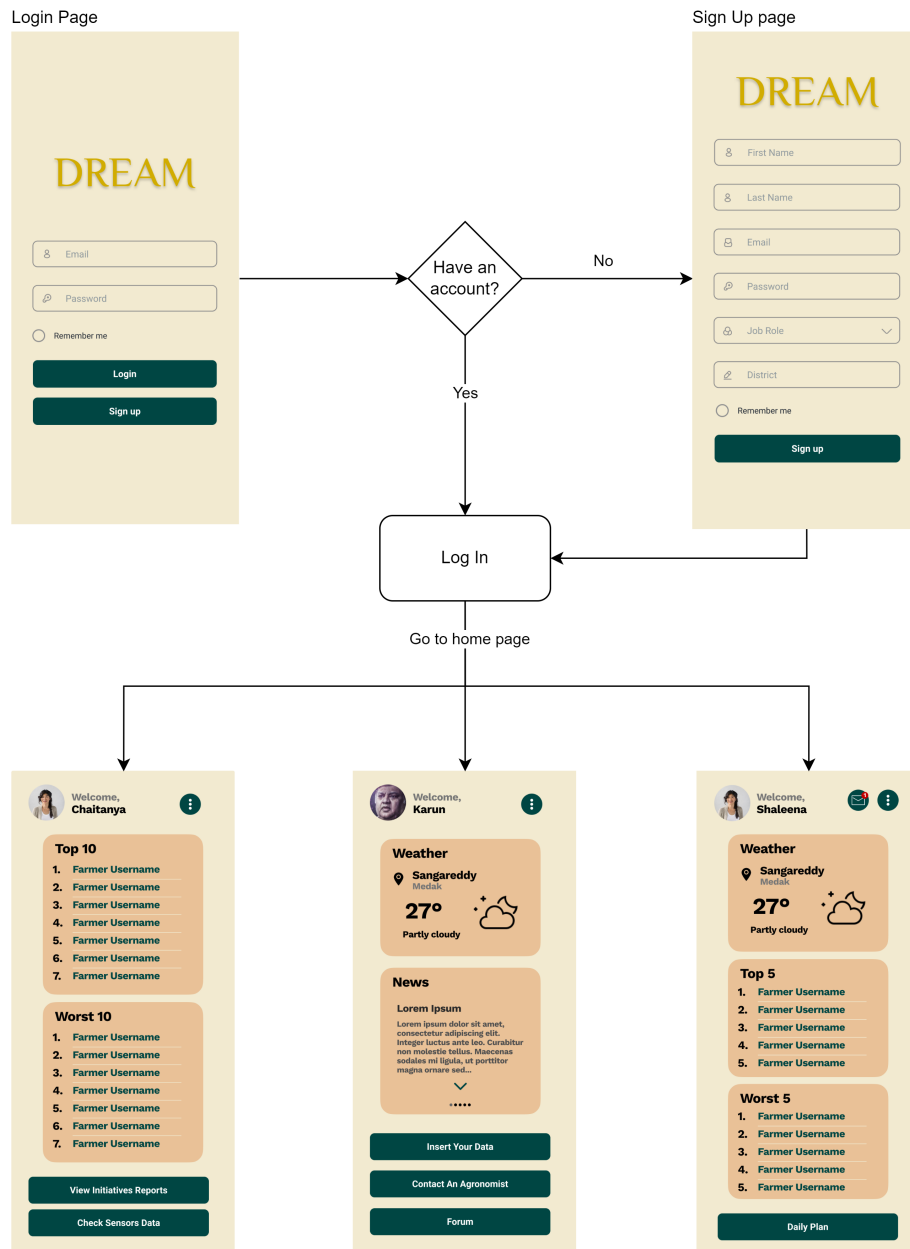 Login Page
Sign Up page
DREAM
Email
Password
Remember me
Login
Sign up
DREAM
First Name
Last Name
Email
Password
Job Role
District
Remember me
Sign up
Have an
account?
No
Yes
Log In
Go to home page
Welcome,
Chaitanya
Top 10
1. Farmer Username
2. Farmer Username
3. Farmer Username
4. Farmer Username
5. Farmer Username
6. Farmer Username
7. Farmer Username
Worst 10
1. Farmer Username
2. Farmer Username
3. Farmer Username
4. Farmer Username
5. Farmer Username
6. Farmer Username
7. Farmer Username
View Initiatives Reports
Check Sensors Data
Welcome,
Karun
Weather
Sangareddy
Medak
27°
Partly cloudy
News
Lorem Ipsum
Lorem ipsum dolor sit amet,
consectetur adipiscing elit.
Integer luctus ante leo. Curabitur
non molestie tellus. Maecenas
sodales mi ligula, ut porttitor
magna ornare sed...
Insert Your Data
Contact An Agronomist
Forum
Welcome,
Shaleena
1
Weather
Sangareddy
Medak
27°
Partly cloudy
Top 5
1. Farmer Username
2. Farmer Username
3. Farmer Username
4. Farmer Username
5. Farmer Username
Worst 5
1. Farmer Username
2. Farmer Username
3. Farmer Username
4. Farmer Username
5. Farmer Username
Daily Plan